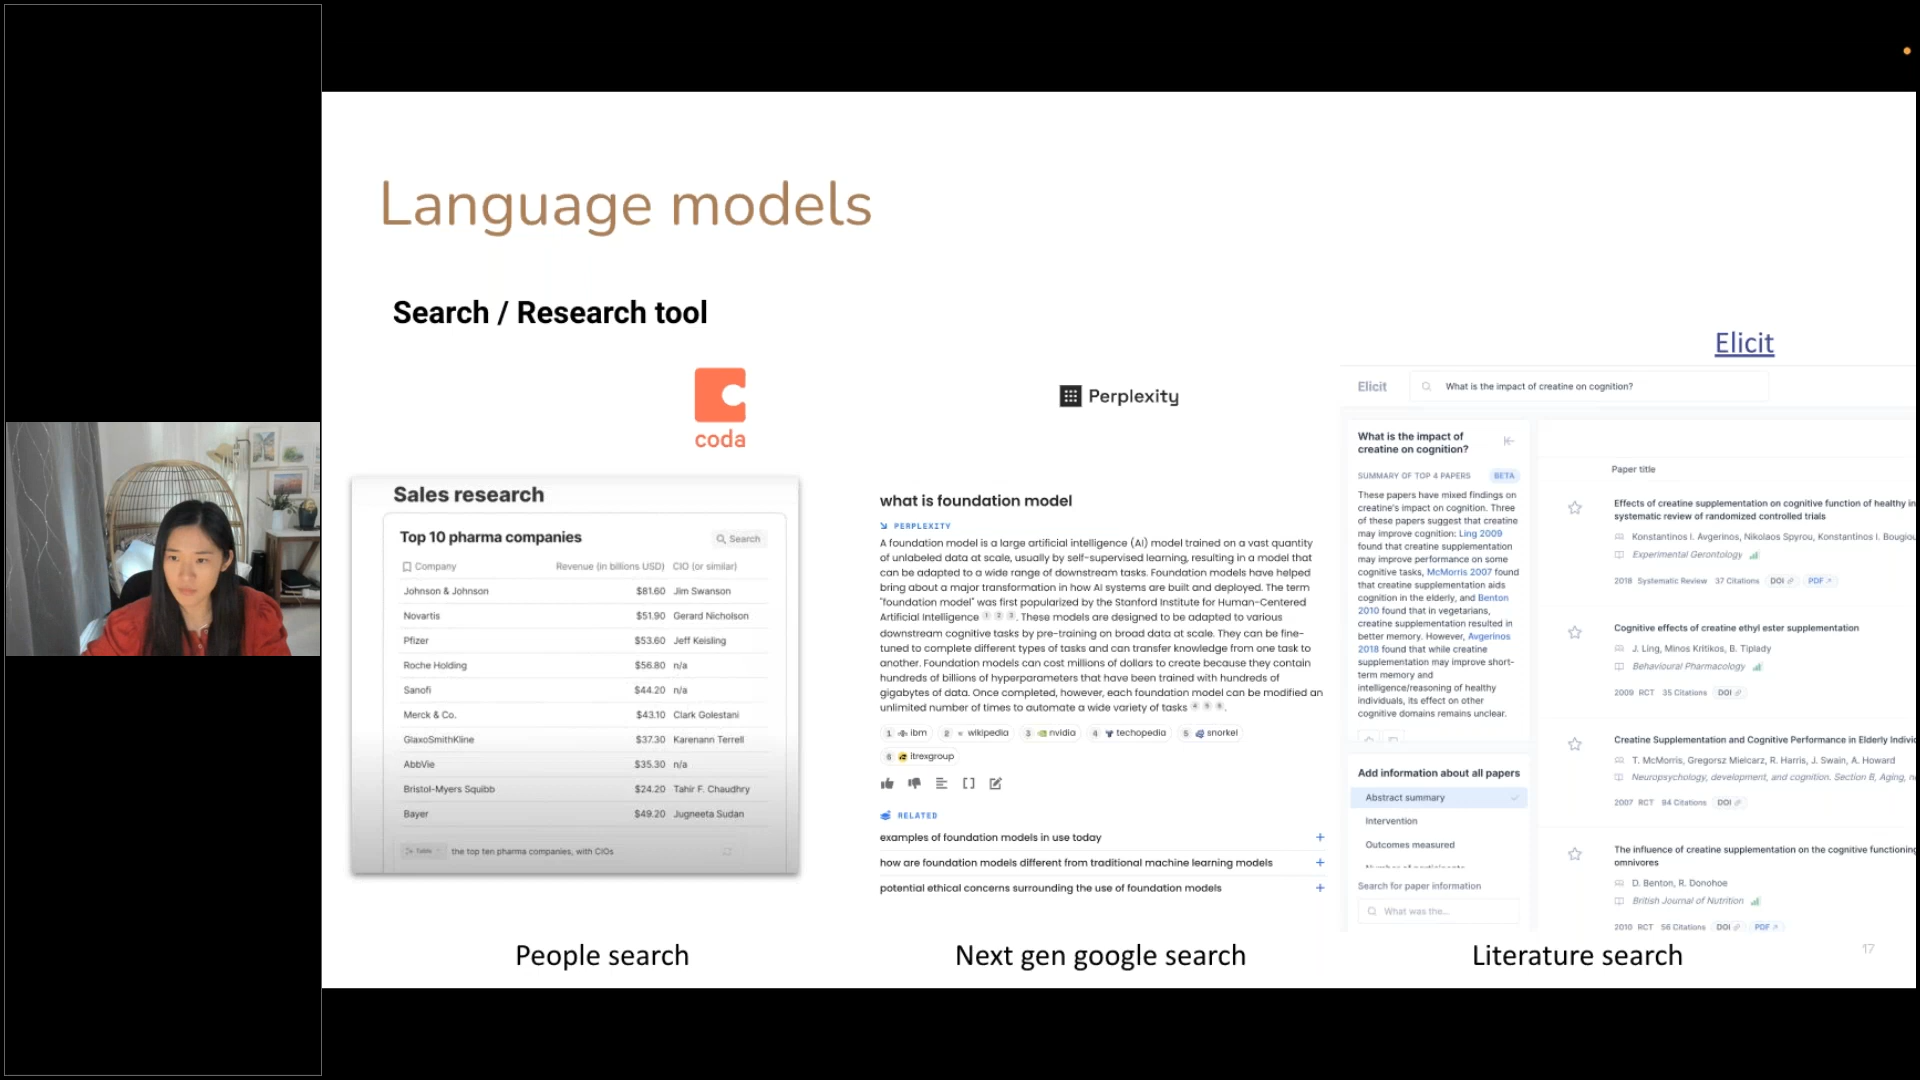 Language models
Search / Research tool
coda
Sales research
Top 10 pharma companies
Search
Company Revenue (in billions USD) CIO (or similar)
Johnson & Johnson $81.60 Jim Swanson
Novartis $51.90 Gerard Nicholson
Pfizer $53.60 Jeff Keisling
Roche Holding $56.80 n/a
Sanofi $44.20 n/a
Merck & Co. $43.10 Clark Golestani
GlaxoSmithKline $37.30 Karenann Terrell
AbbVie $35.30 n/a
Bristol-Myers Squibb $24.20 Tahir F. Chaudhry
Bayer $49.20 Jugneeta Sudan
Table the top ten pharma companies, with CIOs
People search
Perplexity
what is foundation model
PERPLEXITY
A foundation model is a large artificial intelligence (AI) model trained on a vast quantity
of unlabeled data at scale, usually by self-supervised learning, resulting in a model that
can be adapted to a wide range of downstream tasks. Foundation models have helped
bring about a major transformation in how AI systems are built and deployed. The term
"foundation model" was first popularized by the Stanford Institute for Human-Centered
Artificial Intelligence 1 2 3. These models are designed to be adapted to various
downstream cognitive tasks by pre-training on broad data at scale. They can be fine-
tuned to complete different types of tasks and can transfer knowledge from one task to
another. Foundation models can cost millions of dollars to create because they contain
hundreds of billions of hyperparameters that have been trained with hundreds of
gigabytes of data. Once completed, however, each foundation model can be modified an
unlimited number of times to automate a wide variety of tasks 4 5 6.
1 ibm 2 wikipedia 3 nvidia 4 techopedia 5 snorkel
6 itrexgroup
RELATED
examples of foundation models in use today
how are foundation models different from traditional machine learning models
potential ethical concerns surrounding the use of foundation models
Next gen google search
Elicit
Elicit What is the impact of creatine on cognition?
What is the impact of
creatine on cognition?
SUMMARY OF TOP 4 PAPERS BETA
These papers have mixed findings on
creatine's impact on cognition. Three
of these papers suggest that creatine
may improve cognition: Ling 2009
found that creatine supplementation
may improve performance on some
cognitive tasks, McMorris 2007 found
that creatine supplementation aids
cognition in the elderly, and Benton
2010 found that in vegetarians,
creatine supplementation resulted in
better memory. However, Avgerinos
2018 found that while creatine
supplementation may improve short-
term memory and
intelligence/reasoning of healthy
individuals, its effect on other
cognitive domains remains unclear.
Add information about all papers
Abstract summary
Intervention
Outcomes measured
Search for paper information
What was the...
Paper title
Effects of creatine supplementation on cognitive function of healthy in
systematic review of randomized controlled trials
Konstantinos I. Avgerinos, Nikolaos Spyrou, Konstantinos I. Bougiou
Experimental Gerontology
2018 Systematic Review 37 Citations DOI PDF
Cognitive effects of creatine ethyl ester supplementation
J. Ling, Minos Kritikos, B. Tiplady
Behavioural Pharmacology
2009 RCT 35 Citations DOI
Creatine Supplementation and Cognitive Performance in Elderly Indivi
T. McMorris, Gregorsz Mielcarz, R. Harris, J. Swain, A. Howard
Neuropsychology, development, and cognition. Section B, Aging,
2007 RCT 84 Citations DOI
The influence of creatine supplementation on the cognitive functioning
omnivores
D. Benton, R. Donohoe
British Journal of Nutrition
2010 RCT 56 Citations DOI PDF
Literature search
17